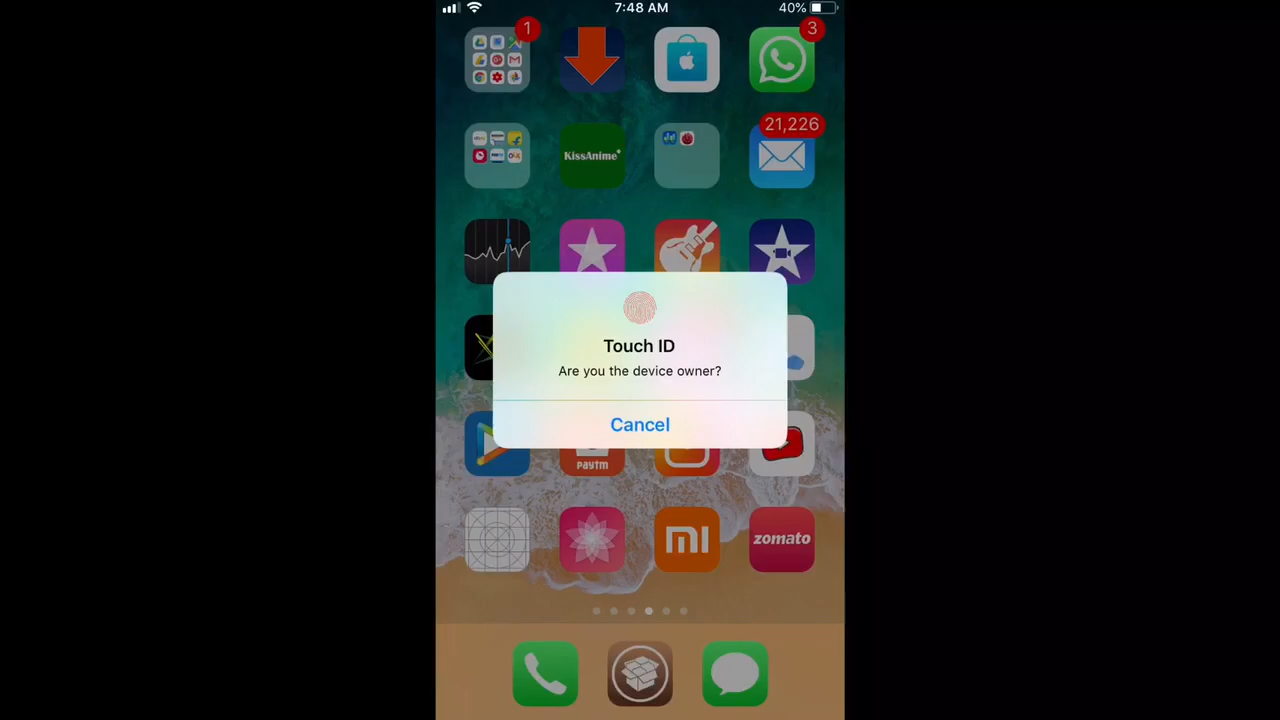 7:48 AM
40%
1
3
21,226
KissAnime+
Touch ID
Are you the device owner?
Cancel
paytm
mi
zomato